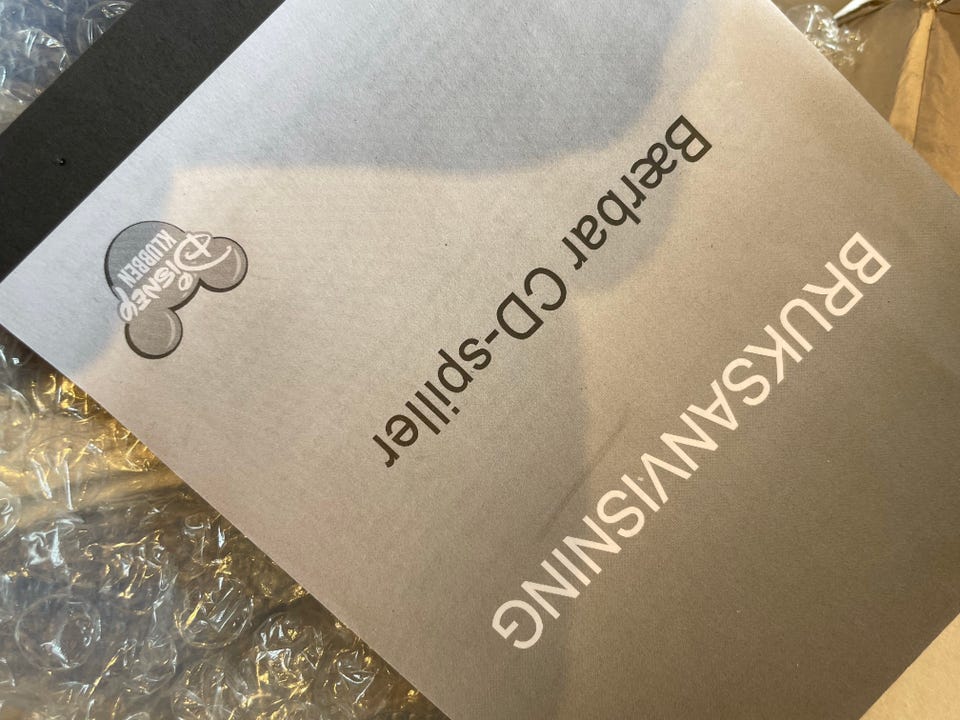 BRUKSANVISNING
Bærbar CD-spiller
Disney
KLUBBEN